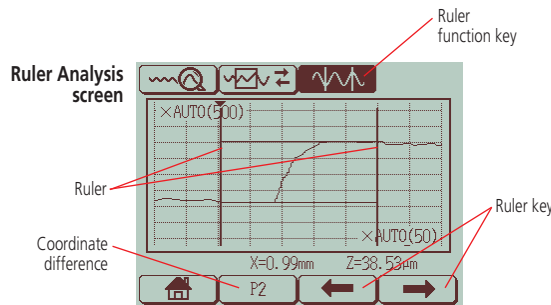 Ruler
function key
Ruler Analysis
screen
×AUTO(500)
Ruler
Ruler key
×AUTO(50)
Coordinate
difference
X=0.99mm Z=38.53µm
P2